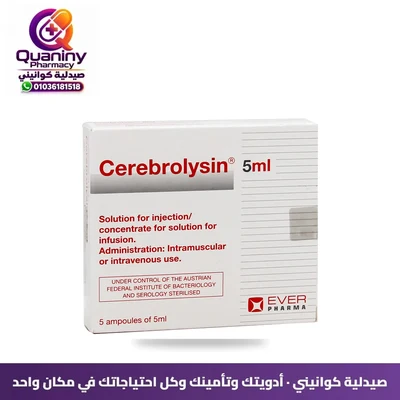 Quaniny
Pharmacy
صيدلية كوانيني
01036181518
Cerebrolysin® 5ml
Solution for injection/
concentrate for solution for
infusion.
Administration: Intramuscular
or intravenous use.
UNDER CONTROL OF THE AUSTRIAN
FEDERAL INSTITUTE OF BACTERIOLOGY
AND SEROLOGY STERILISED
5 ampoules of 5ml
EVER
PHARMA
صيدلية كوانيني - أدويتك وتأمينك وكل احتياجاتك في مكان واحد